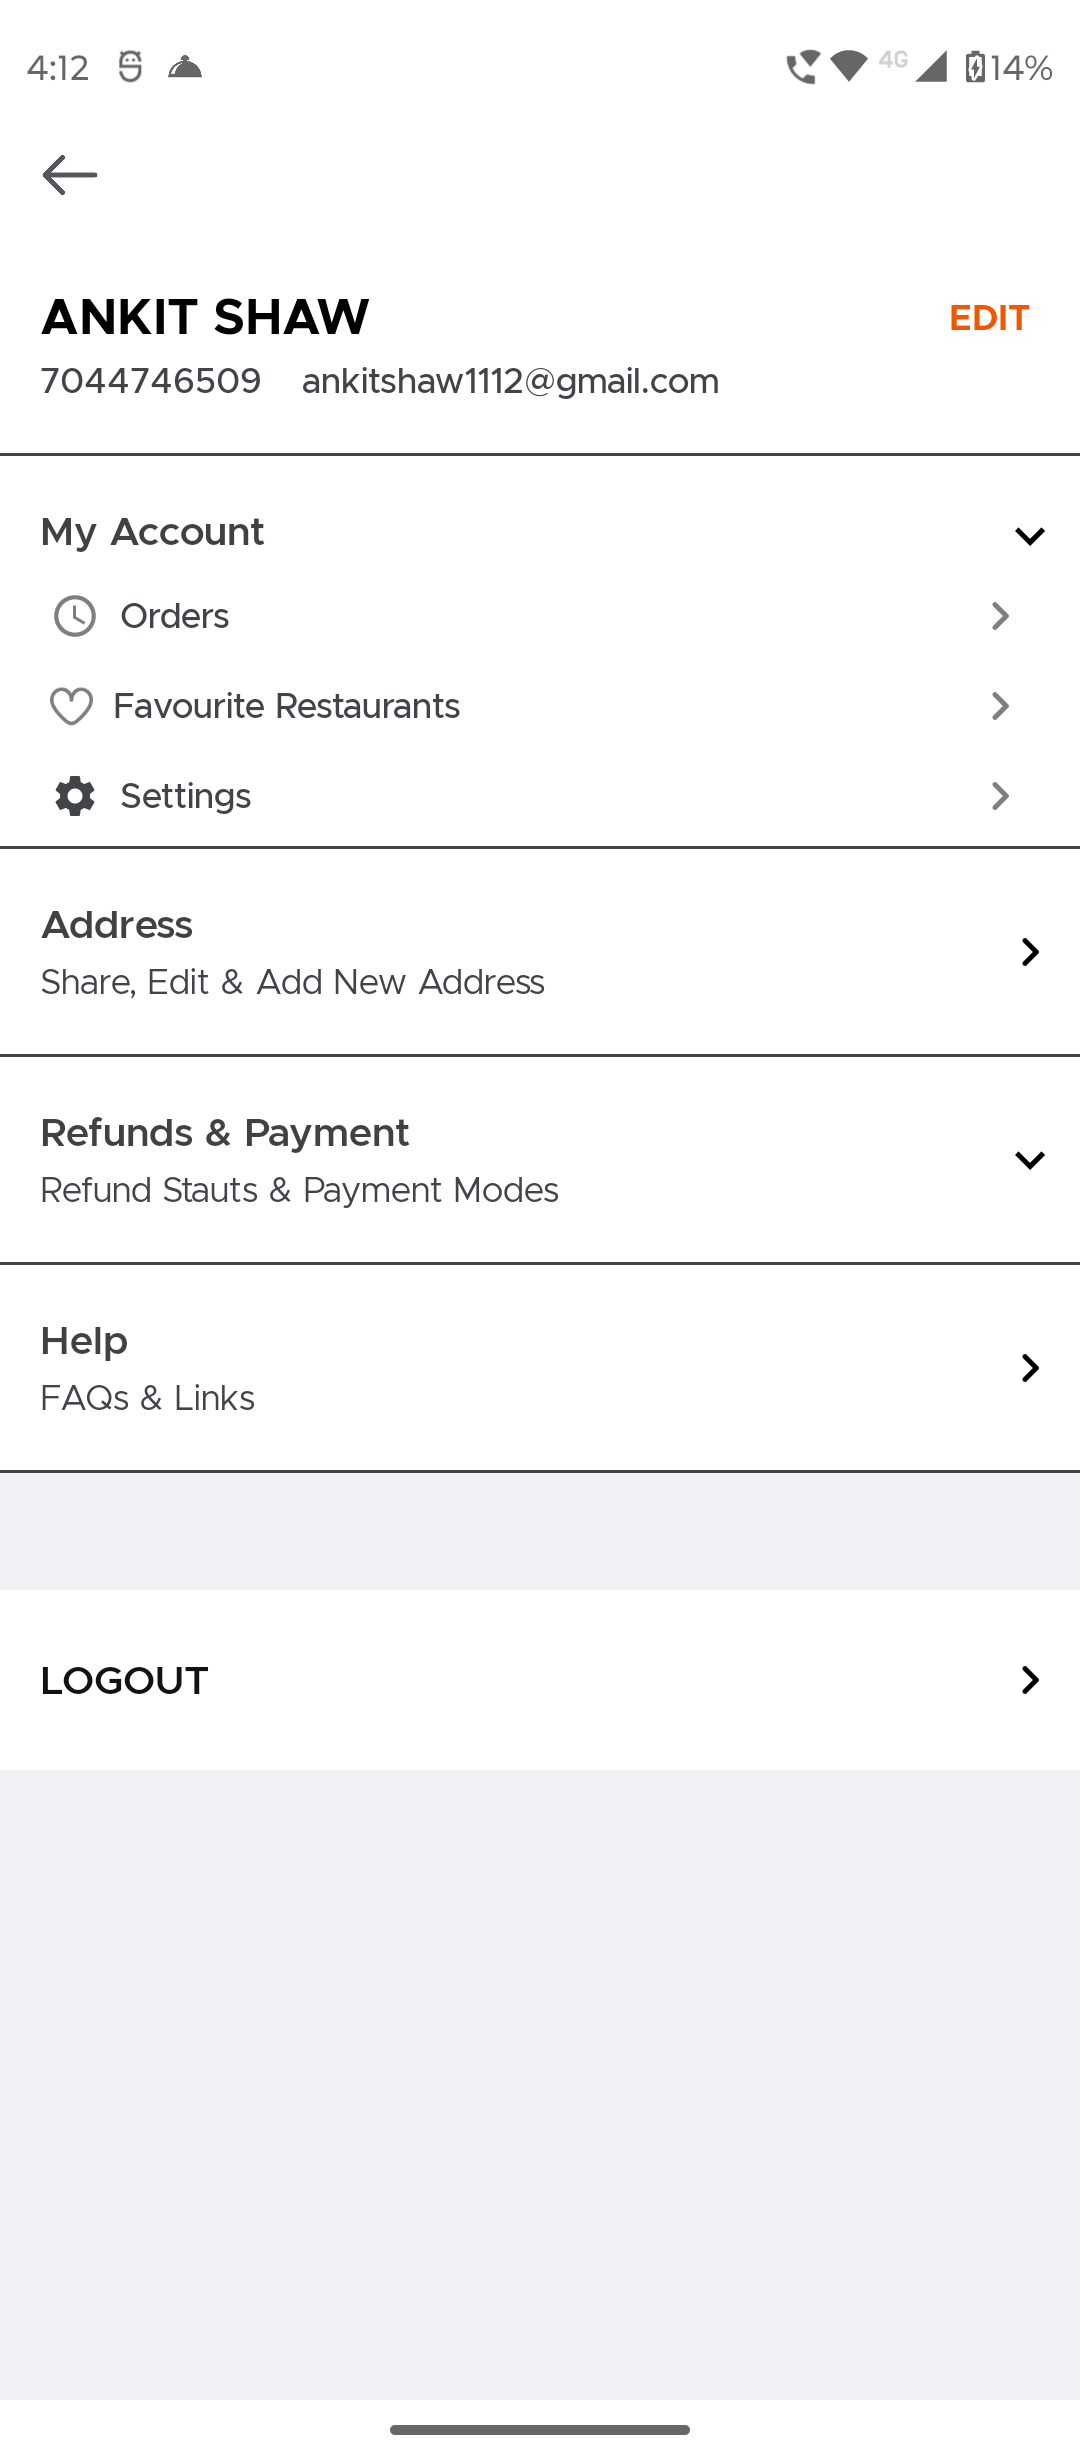 4:12 4G 14%
ANKIT SHAW EDIT
7044746509 ankitshaw1112@gmail.com
My Account
Orders
Favourite Restaurants
Settings
Address
Share, Edit & Add New Address
Refunds & Payment
Refund Stauts & Payment Modes
Help
FAQs & Links
LOGOUT